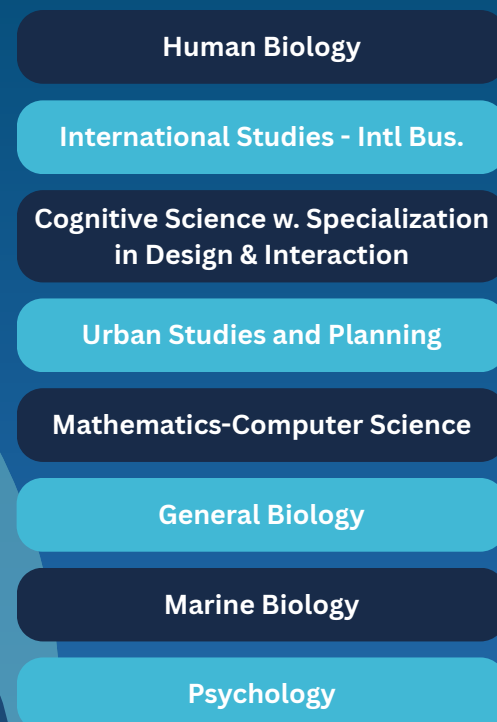 Human Biology
International Studies - Intl Bus.
Cognitive Science w. Specialization
in Design & Interaction
Urban Studies and Planning
Mathematics-Computer Science
General Biology
Marine Biology
Psychology